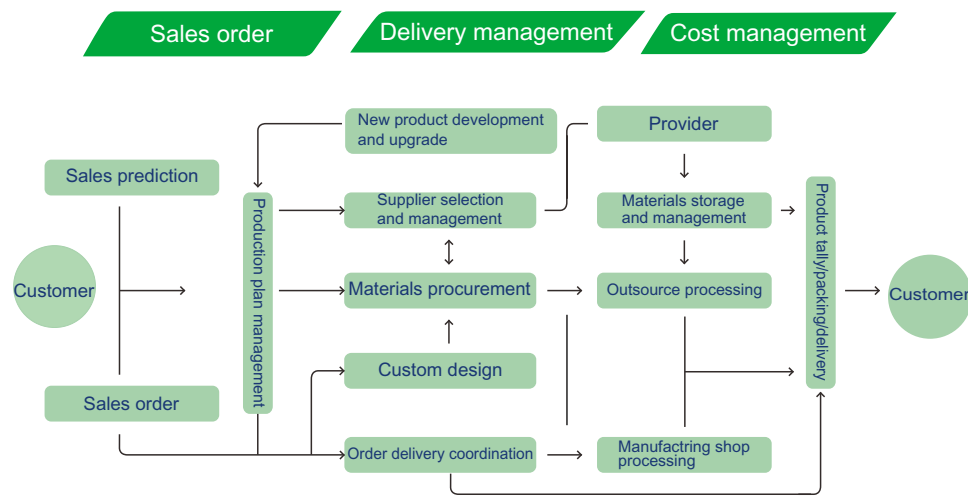 Sales order
Delivery management
Cost management
New product development
and upgrade
Provider
Sales prediction
Supplier selection
and management
Materials storage
and management
Production plan management
Product tally/packing/delivery
Customer
Materials procurement
Outsource processing
Customer
Custom design
Sales order
Order delivery coordination
Manufactring shop
processing